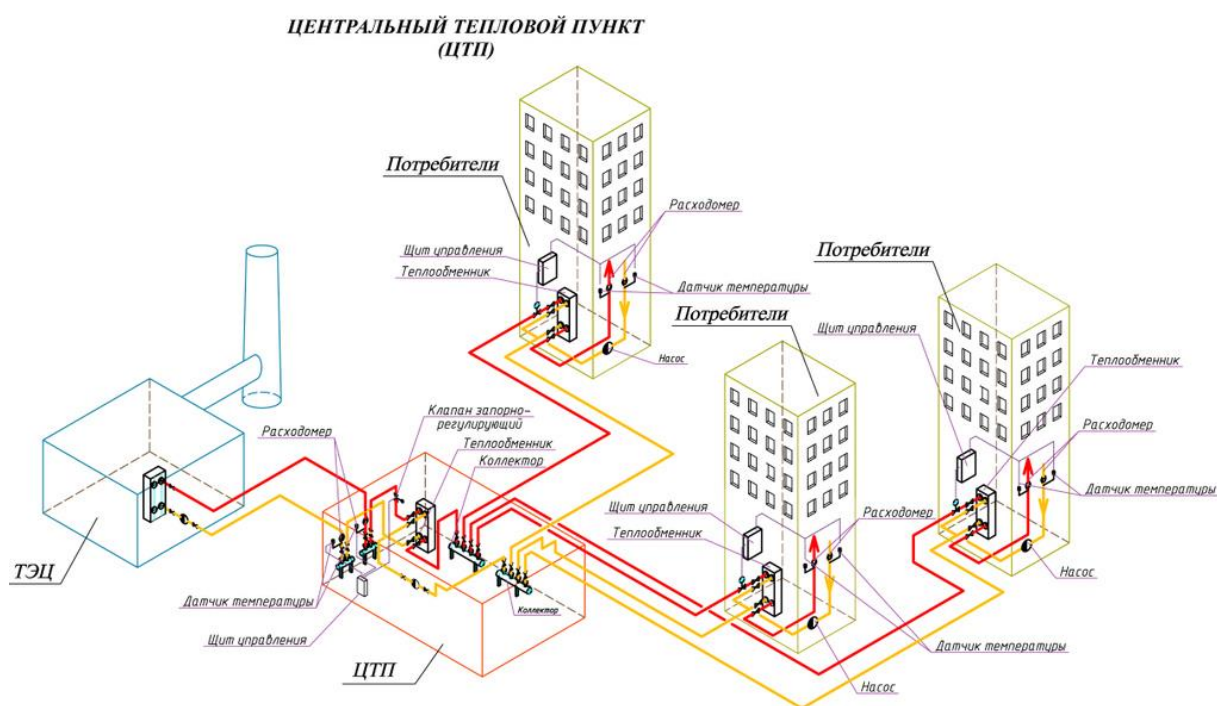 ЦЕНТРАЛЬНЫЙ ТЕПЛОВОЙ ПУНКТ
(ЦТП)
Потребители
Расходомер
Щит управления
Теплообменник
Датчик температуры
Насос
Потребители
Потребители
Щит управления
Теплообменник
Расходомер
Датчик температуры
Насос
Клапан запорно-
регулирующий
Расходомер
Теплообменник
Коллектор
Щит управления
Теплообменник
Расходомер
Датчик температуры
Насос
ТЭЦ
Датчик температуры
Коллектор
Щит управления
ЦТП